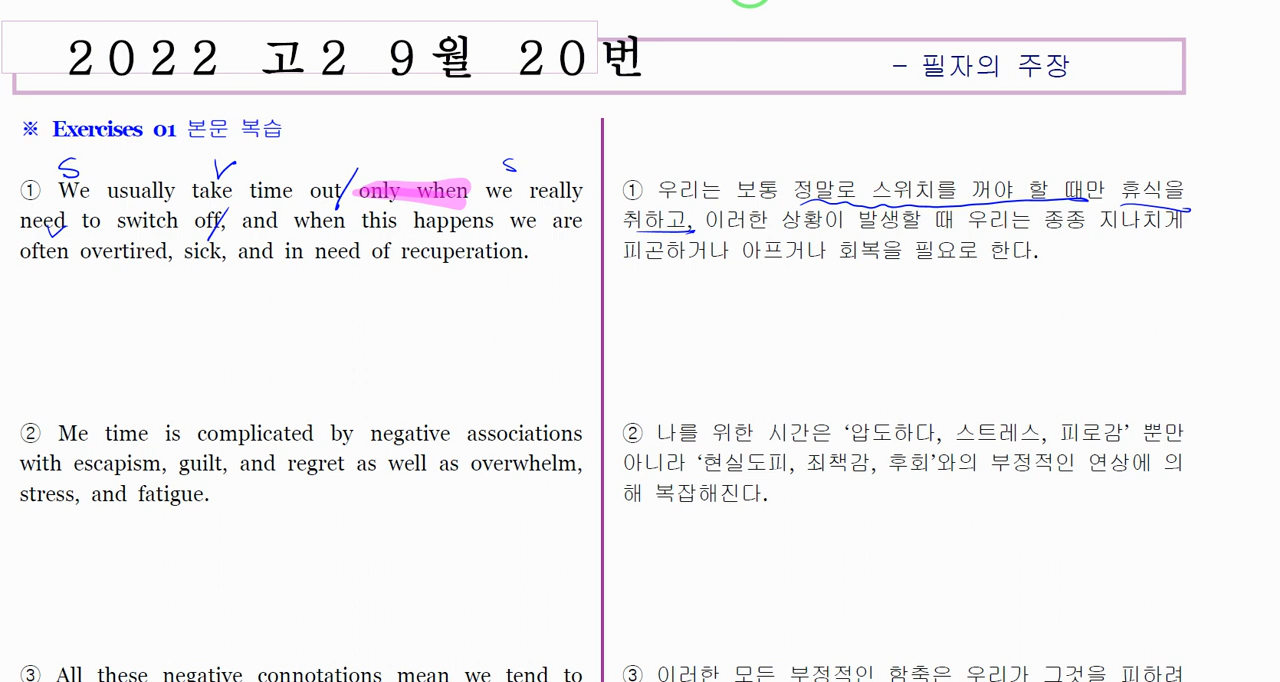 2022 고2 9월 20번
- 필자의 주장
※ Exercises 01 본문 복습
S V s
① We usually take time out only when we really
need to switch off, and when this happens we are
often overtired, sick, and in need of recuperation.
② Me time is complicated by negative associations
with escapism, guilt, and regret as well as overwhelm,
stress, and fatigue.
③ All these negative connotations mean we tend to
① 우리는 보통 정말로 스위치를 꺼야 할 때만 휴식을
취하고, 이러한 상황이 발생할 때 우리는 종종 지나치게
피곤하거나 아프거나 회복을 필요로 한다.
② 나를 위한 시간은 ‘압도하다, 스트레스, 피로감’ 뿐만
아니라 ‘현실도피, 죄책감, 후회’와의 부정적인 연상에 의
해 복잡해진다.
③ 이러한 모든 부정적인 함축은 우리가 그것을 피하려